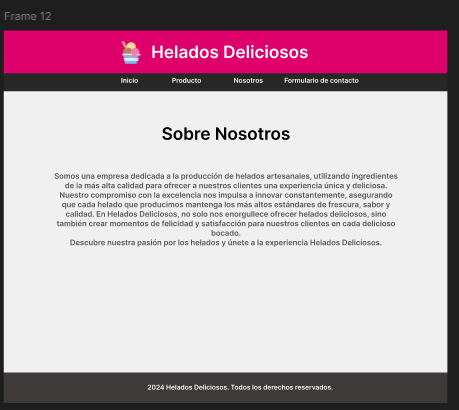 Frame 12
Helados Deliciosos
Inicio Producto Nosotros Formulario de contacto
Sobre Nosotros
Somos una empresa dedicada a la producción de helados artesanales, utilizando ingredientes
de la más alta calidad para ofrecer a nuestros clientes una experiencia única y deliciosa.
Nuestro compromiso con la excelencia nos impulsa a innovar constantemente, asegurando
que cada helado que producimos mantenga los más altos estándares de frescura, sabor y
calidad. En Helados Deliciosos, no solo nos enorgullece ofrecer helados deliciosos, sino
también crear momentos de felicidad y satisfacción para nuestros clientes en cada delicioso
bocado.
Descubre nuestra pasión por los helados y únete a la experiencia Helados Deliciosos.
2024 Helados Deliciosos. Todos los derechos reservados.